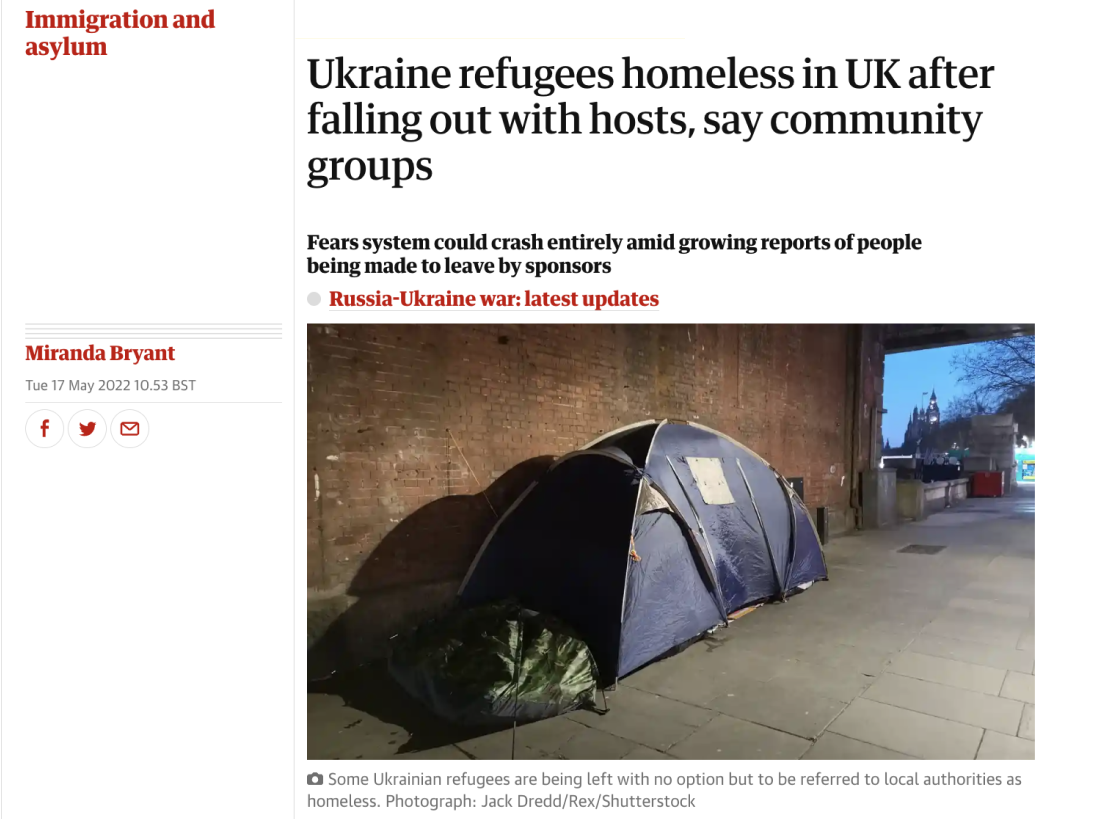 Immigration and
asylum
Ukraine refugees homeless in UK after
falling out with hosts, say community
groups
Fears system could crash entirely amid growing reports of people
being made to leave by sponsors
Russia-Ukraine war: latest updates
Miranda Bryant
Tue 17 May 2022 10.53 BST
Some Ukrainian refugees are being left with no option but to be referred to local authorities as
homeless. Photograph: Jack Dredd/Rex/Shutterstock